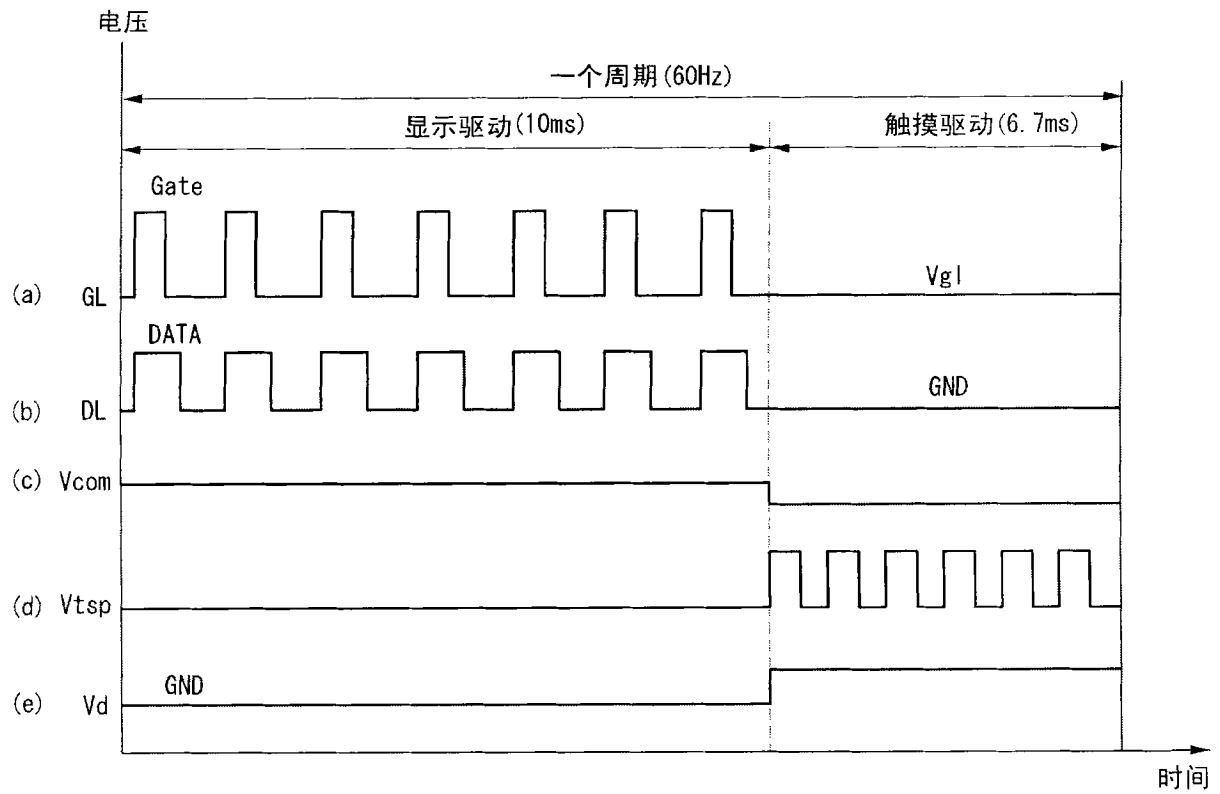 电压
一个周期(60Hz)
显示驱动(10ms)
触摸驱动(6.7ms)
Gate
(a) GL
Vgl
DATA
(b) DL
GND
(c) Vcom
(d) Vtsp
GND
(e) Vd
时间